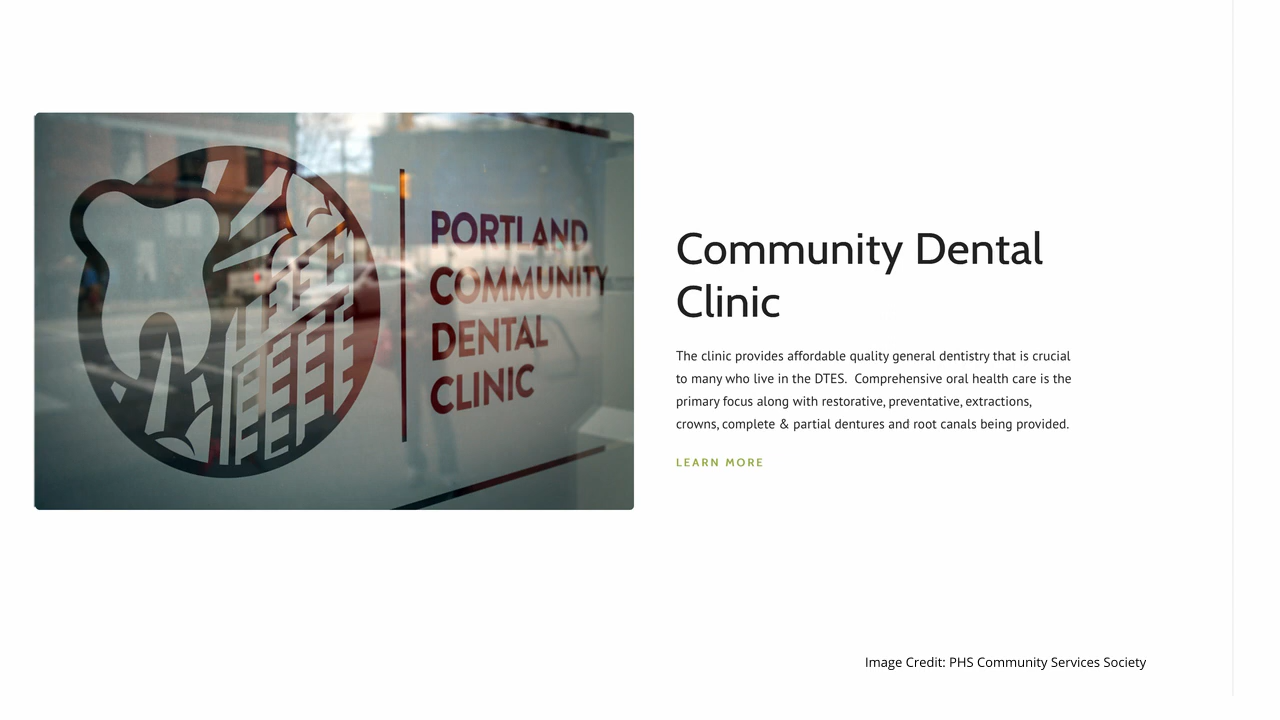 PORTLAND
COMMUNITY
DENTAL
CLINIC
Community Dental
Clinic
The clinic provides affordable quality general dentistry that is crucial
to many who live in the DTES.  Comprehensive oral health care is the
primary focus along with restorative, preventative, extractions,
crowns, complete & partial dentures and root canals being provided.
LEARN MORE
Image Credit: PHS Community Services Society